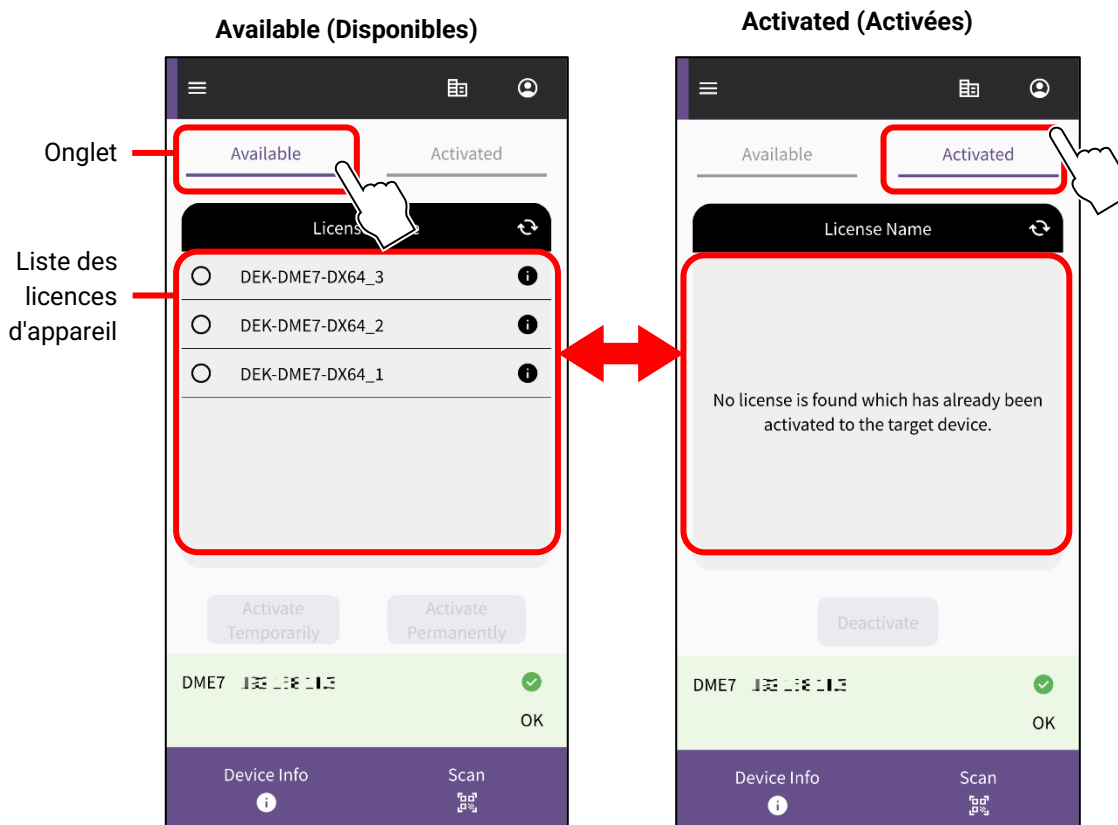 Available (Disponibles)
Activated (Activées)
Onglet
Available
Activated
Liste des
licences
d'appareil
DEK-DME7-DX64_3
DEK-DME7-DX64_2
DEK-DME7-DX64_1
Activate
Temporarily
Activate
Permanently
DME7
OK
Device Info
Scan
Available
Activated
License Name
No license is found which has already been
activated to the target device.
Deactivate
DME7
OK
Device Info
Scan